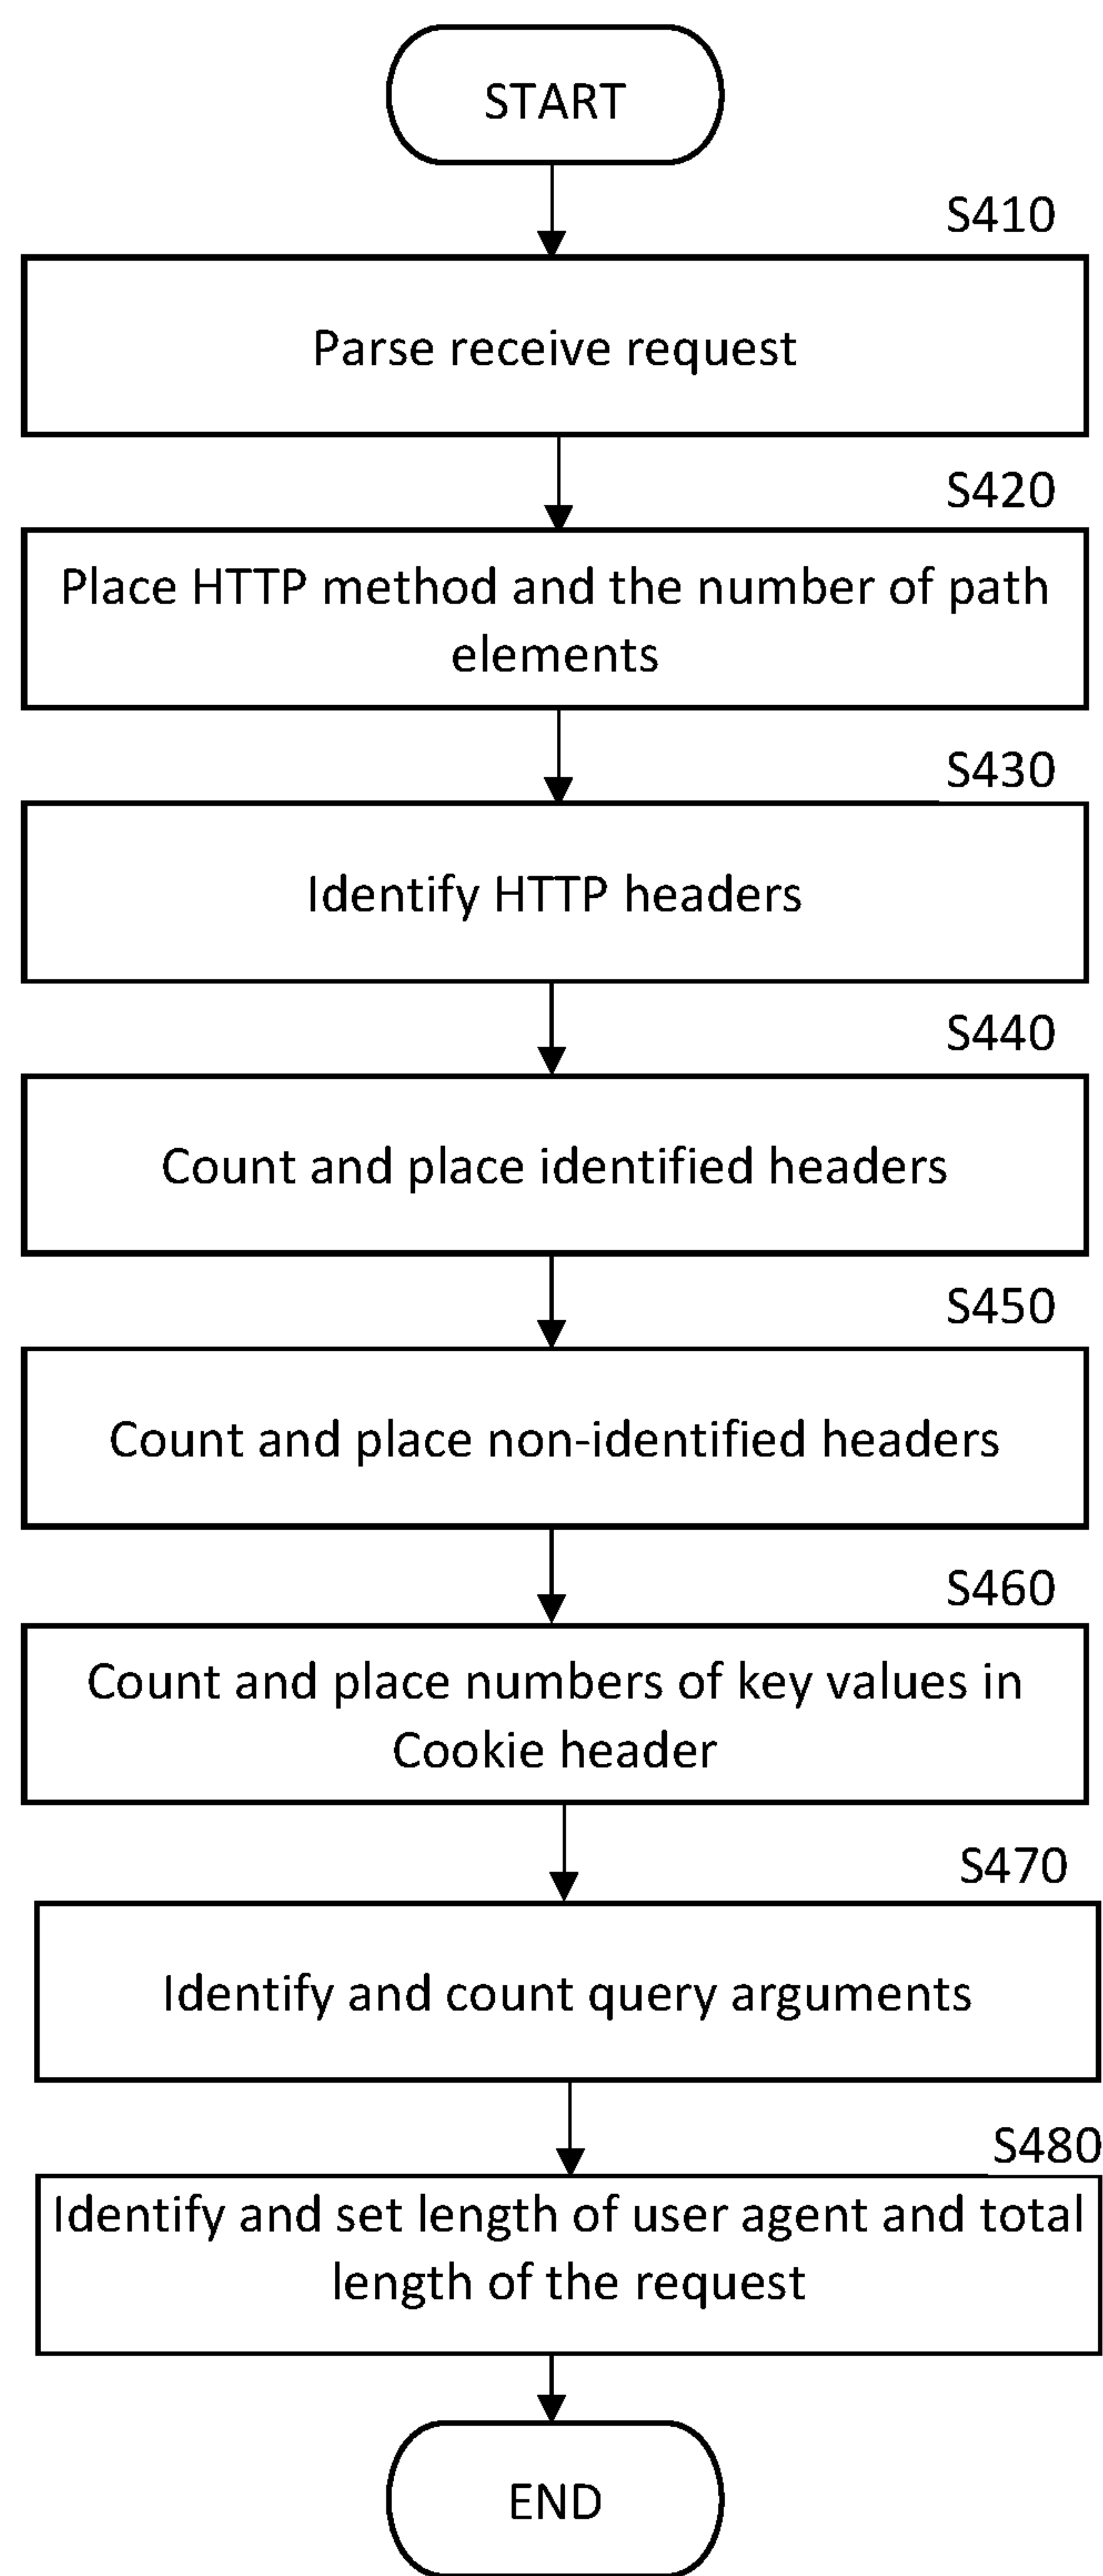 START
S410
Parse receive request
S420
Place HTTP method and the number of path
elements
S430
Identify HTTP headers
S440
Count and place identified headers
S450
Count and place non-identified headers
S460
Count and place numbers of key values in
Cookie header
S470
Identify and count query arguments
S480
Identify and set length of user agent and total
length of the request
END